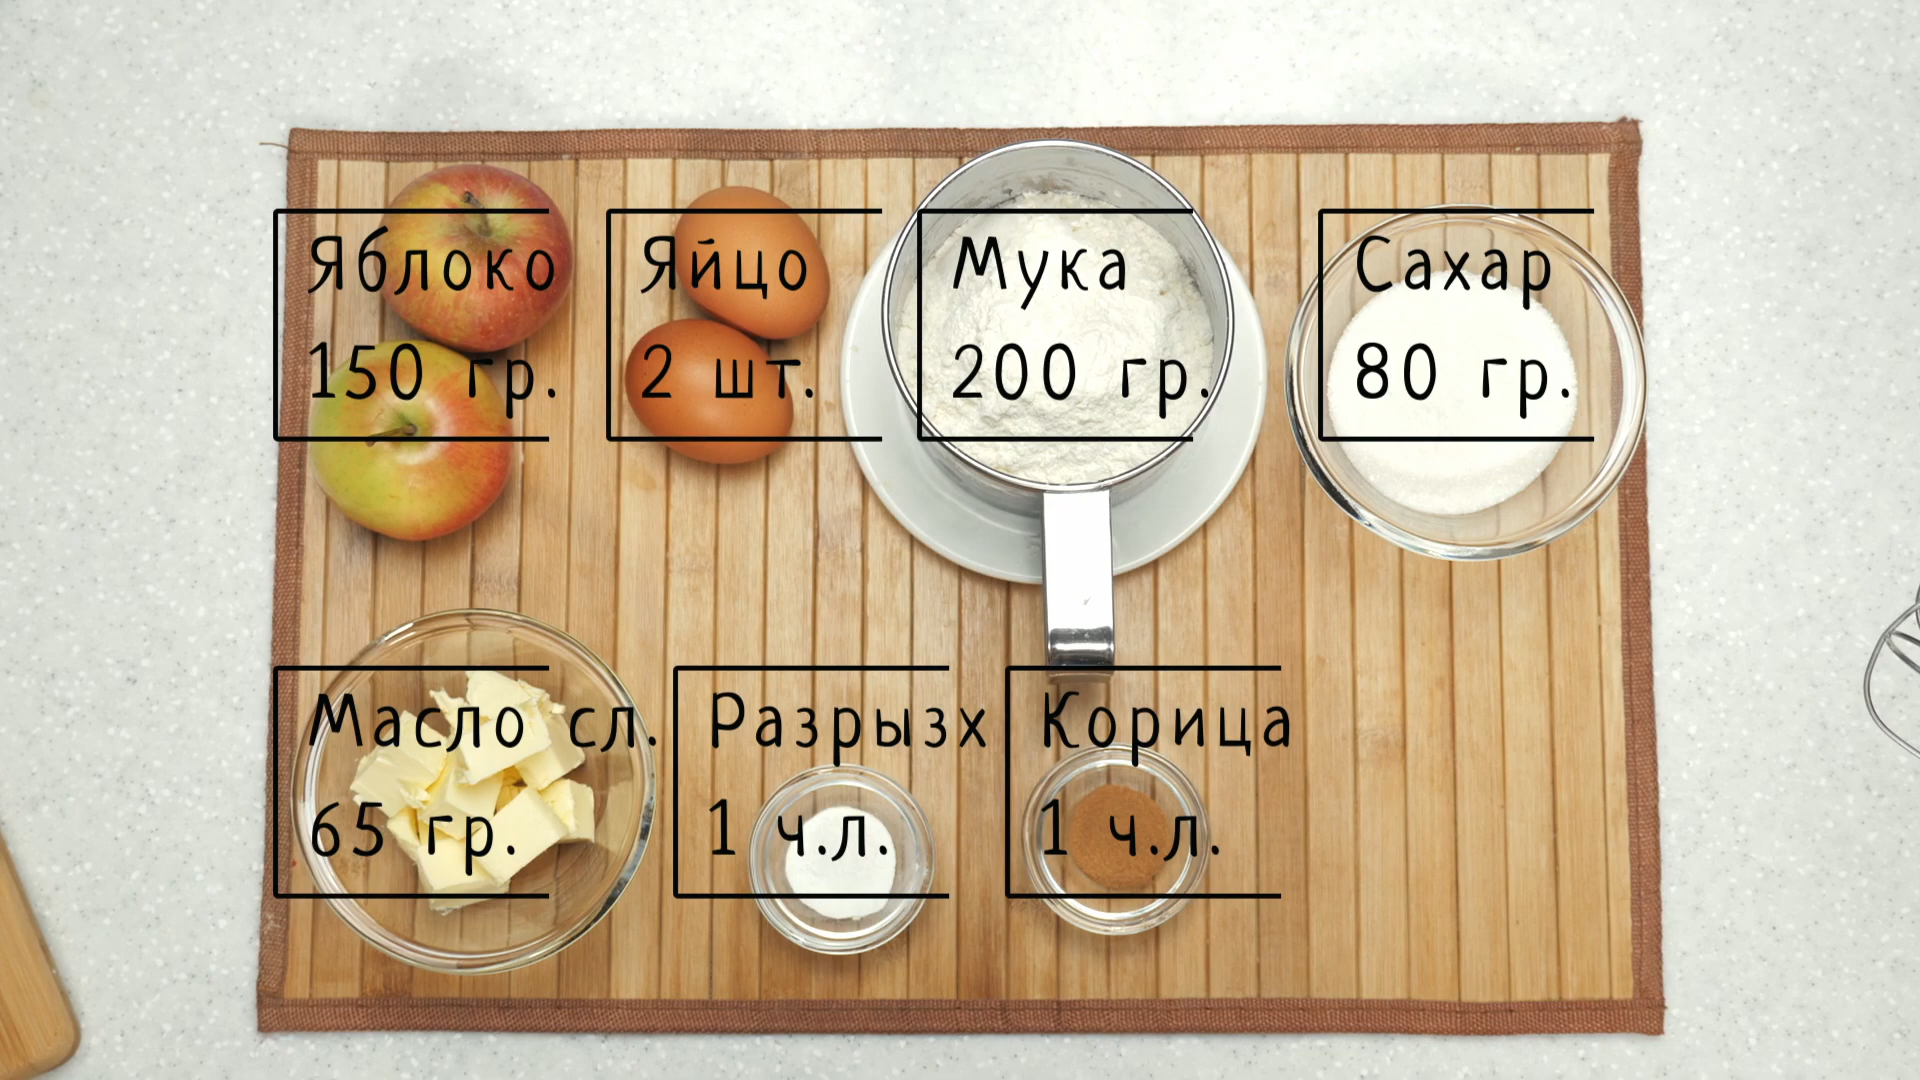 Яблоко
150 гр.
Яйцо
2 шт.
Мука
200 гр.
Сахар
80 гр.
Масло сл.
65 гр.
Разрызх
1 ч.л.
Корица
1 ч.л.